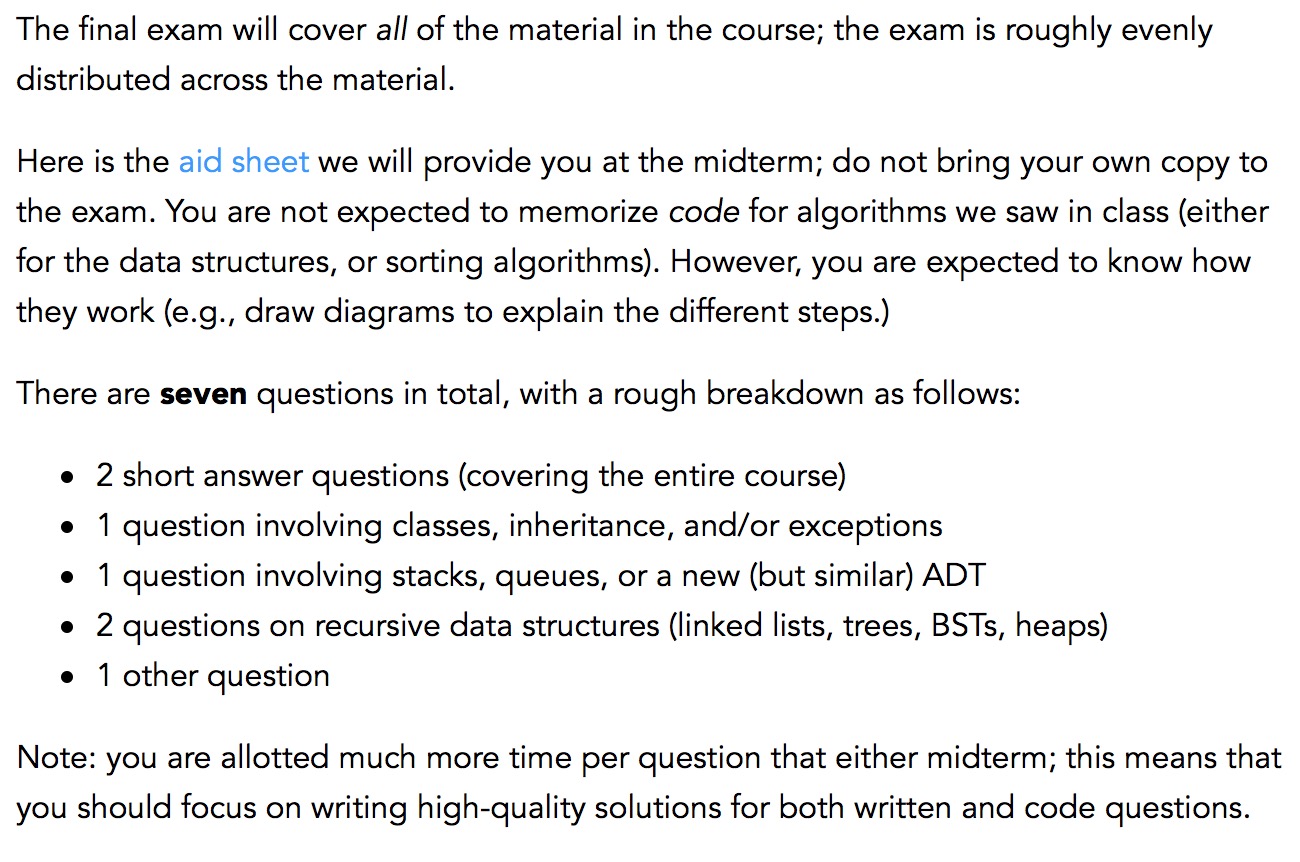 The final exam will cover all of the material in the course; the exam is roughly evenly
distributed across the material.
Here is the aid sheet we will provide you at the midterm; do not bring your own copy to
the exam. You are not expected to memorize code for algorithms we saw in class (either
for the data structures, or sorting algorithms). However, you are expected to know how
they work (e.g., draw diagrams to explain the different steps.)
There are seven questions in total, with a rough breakdown as follows:
• 2 short answer questions (covering the entire course)
• 1 question involving classes, inheritance, and/or exceptions
• 1 question involving stacks, queues, or a new (but similar) ADT
• 2 questions on recursive data structures (linked lists, trees, BSTs, heaps)
• 1 other question
Note: you are allotted much more time per question that either midterm; this means that
you should focus on writing high-quality solutions for both written and code questions.